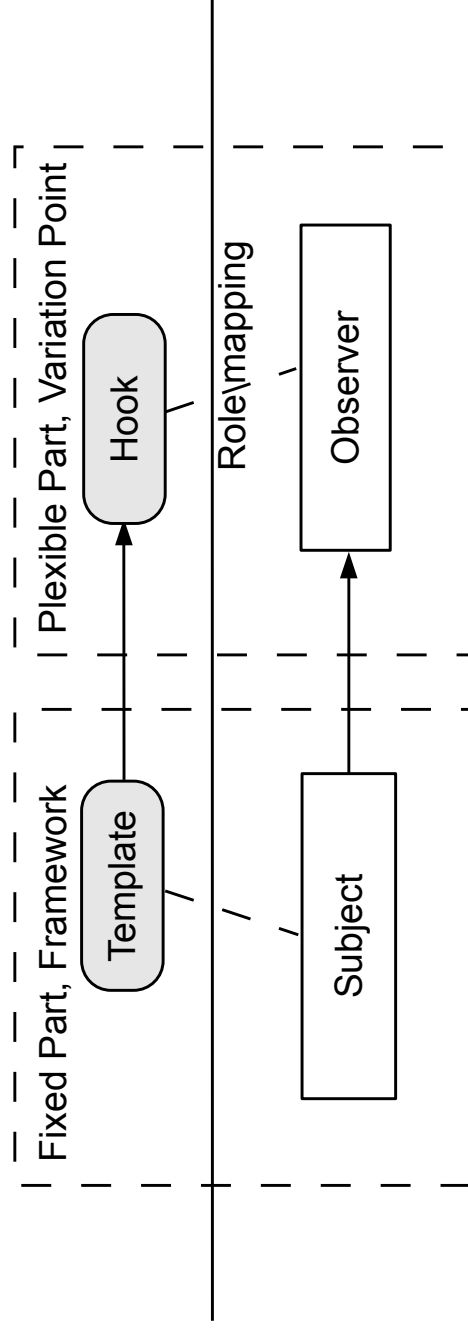 Fixed Part, Framework
Plexible Part, Variation Point
Template
Hook
Role\mapping
Subject
Observer